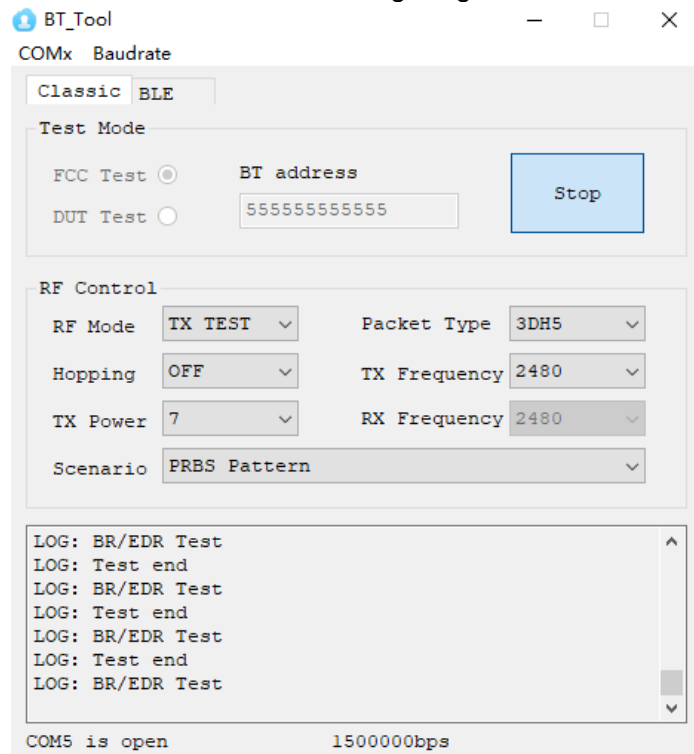 BT_Tool
COMx Baudrate
Classic BLE
Test Mode
FCC Test BT address
555555555555
DUT Test
Stop
RF Control
RF Mode TX TEST Packet Type 3DH5
Hopping OFF TX Frequency 2480
TX Power 7 RX Frequency 2480
Scenario PRBS Pattern
LOG: BR/EDR Test
LOG: Test end
LOG: BR/EDR Test
LOG: Test end
LOG: BR/EDR Test
LOG: Test end
LOG: BR/EDR Test
COM5 is open 1500000bps